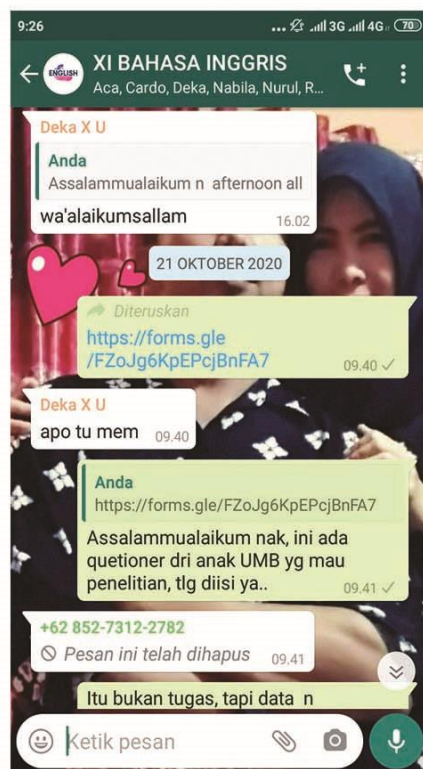 9:26
... 3G 4G 70
ENGLISH
XI BAHASA INGGRIS
Aca, Cardo, Deka, Nabila, Nurul, R...
Deka X U
Anda
Assalammualaikum n afternoon all
wa'alaikumsallam
16.02
21 OKTOBER 2020
Diteruskan
https://forms.gle
/FZoJg6KpEPcjBnFA7
09.40
Deka X U
apo tu mem 09.40
Anda
https://forms.gle/FZoJg6KpEPcjBnFA7
Assalammualaikum nak, ini ada
quetioner dri anak UMB yg mau
penelitian, tlg diisi ya..
09.41
+62 852-7312-2782
Pesan ini telah dihapus 09.41
Itu bukan tugas, tapi data n
Ketik pesan